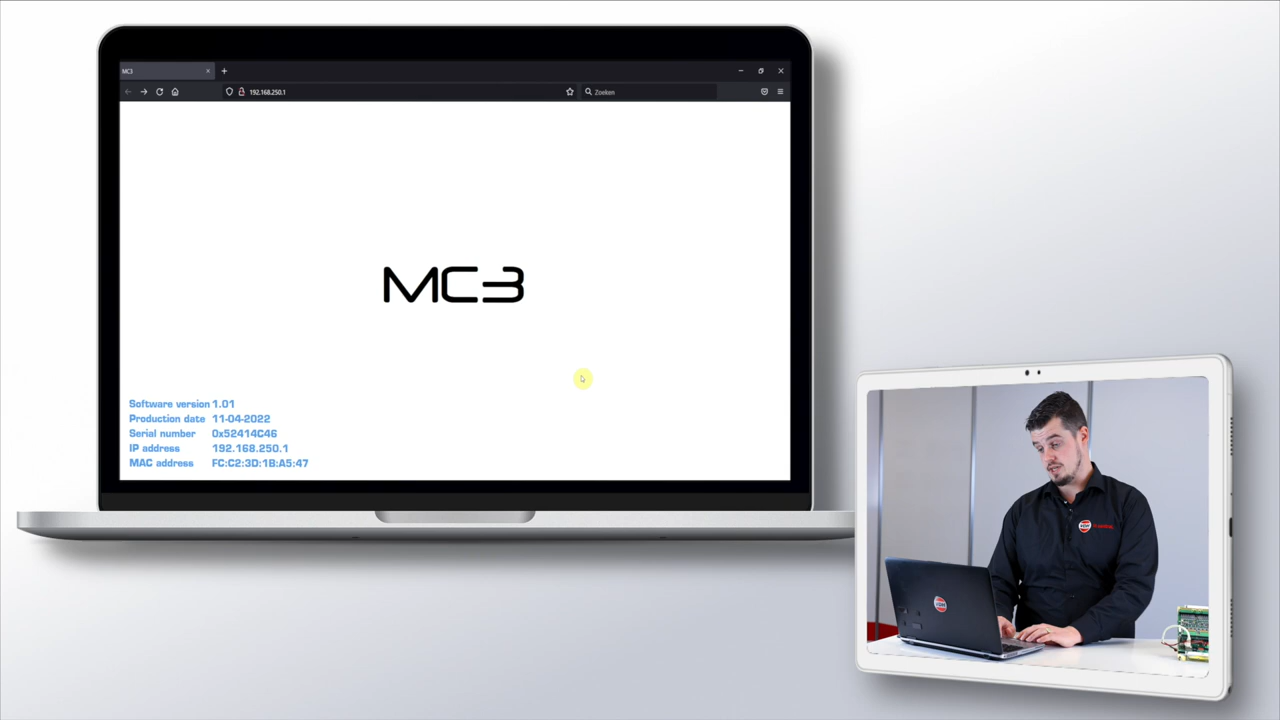 MC3
192.168.250.1
Zoeken
MC3
Software version 1.01
Production date 11-04-2022
Serial number 0x52414C46
IP address 192.168.250.1
MAC address FC:C2:3D:1B:A5:47